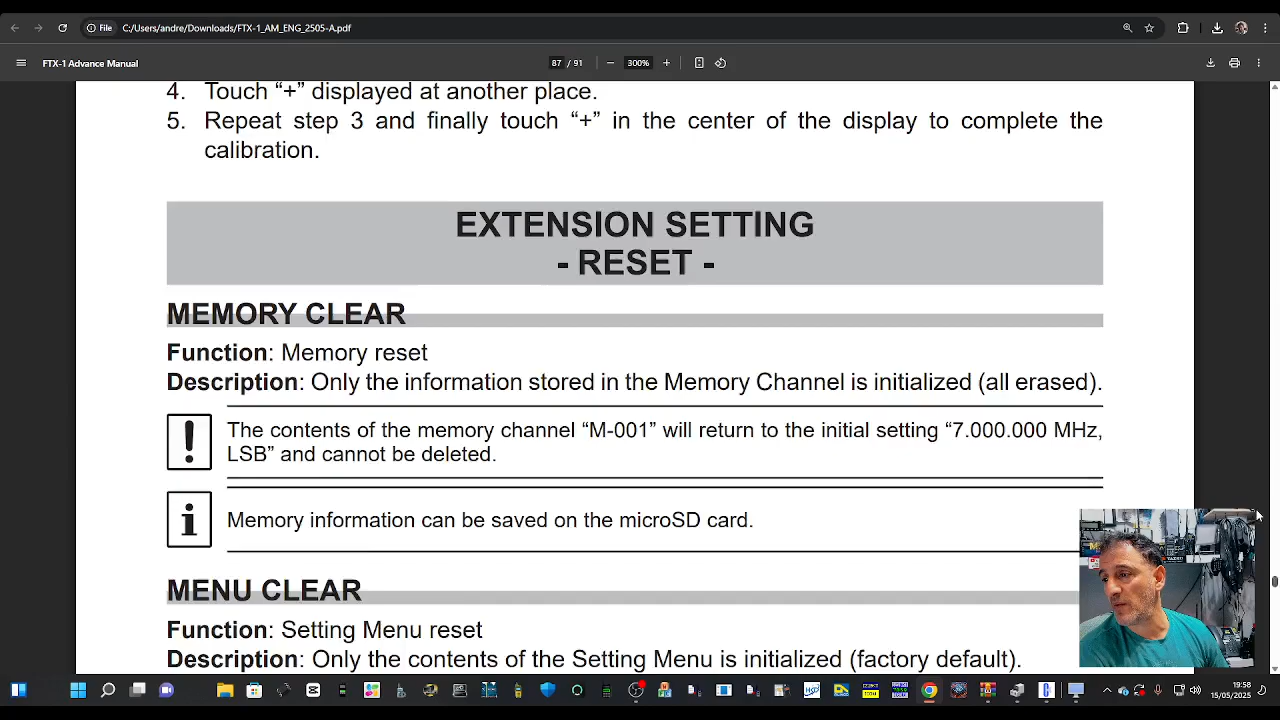 File
C:/Users/andre/Downloads/FTX-1_AM_ENG_2505-A.pdf
FTX-1 Advance Manual
87 / 91
300%
4. Touch “+” displayed at another place.
5. Repeat step 3 and finally touch “+” in the center of the display to complete the
calibration.
EXTENSION SETTING
- RESET -
MEMORY CLEAR
Function: Memory reset
Description: Only the information stored in the Memory Channel is initialized (all erased).
The contents of the memory channel “M-001” will return to the initial setting “7.000.000 MHz,
LSB” and cannot be deleted.
Memory information can be saved on the microSD card.
MENU CLEAR
Function: Setting Menu reset
Description: Only the contents of the Setting Menu is initialized (factory default).
19:58
15/05/2025